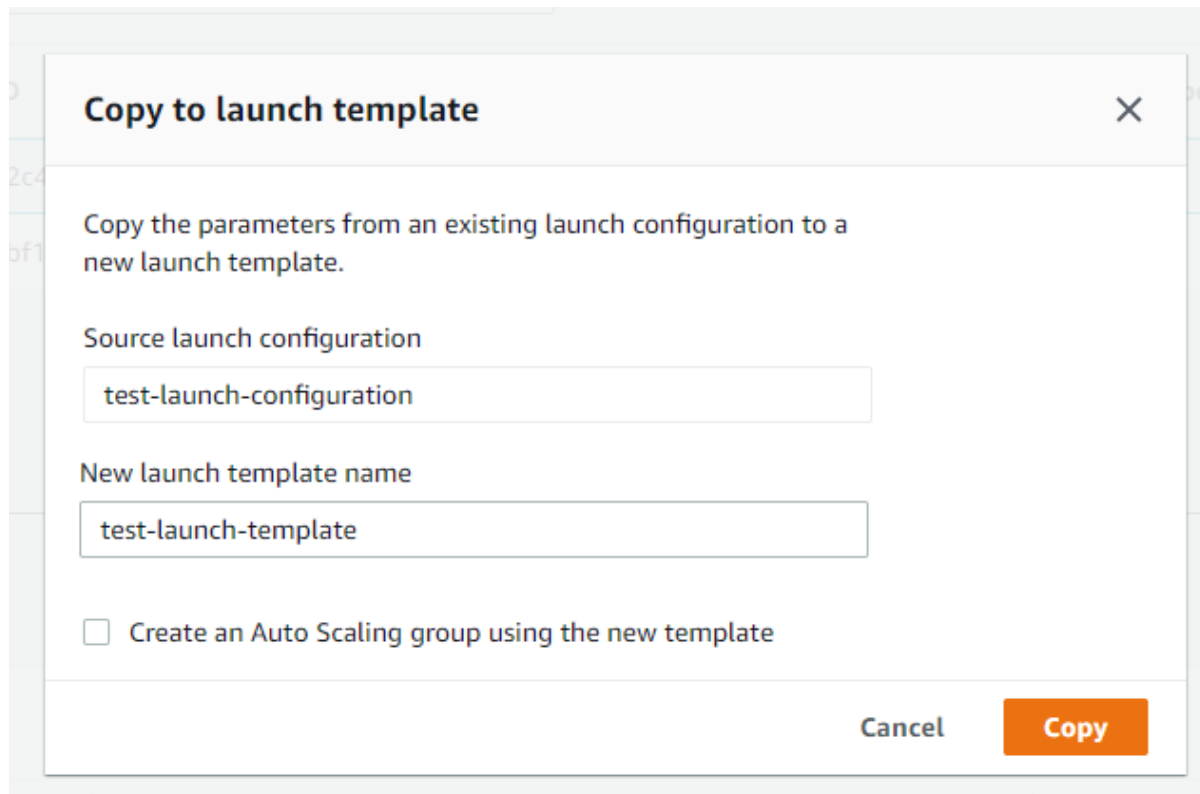 Copy to launch template
2c4
Copy the parameters from an existing launch configuration to a
new launch template.
bf1
Source launch configuration
test-launch-configuration
New launch template name
test-launch-template
Create an Auto Scaling group using the new template
Cancel Copy